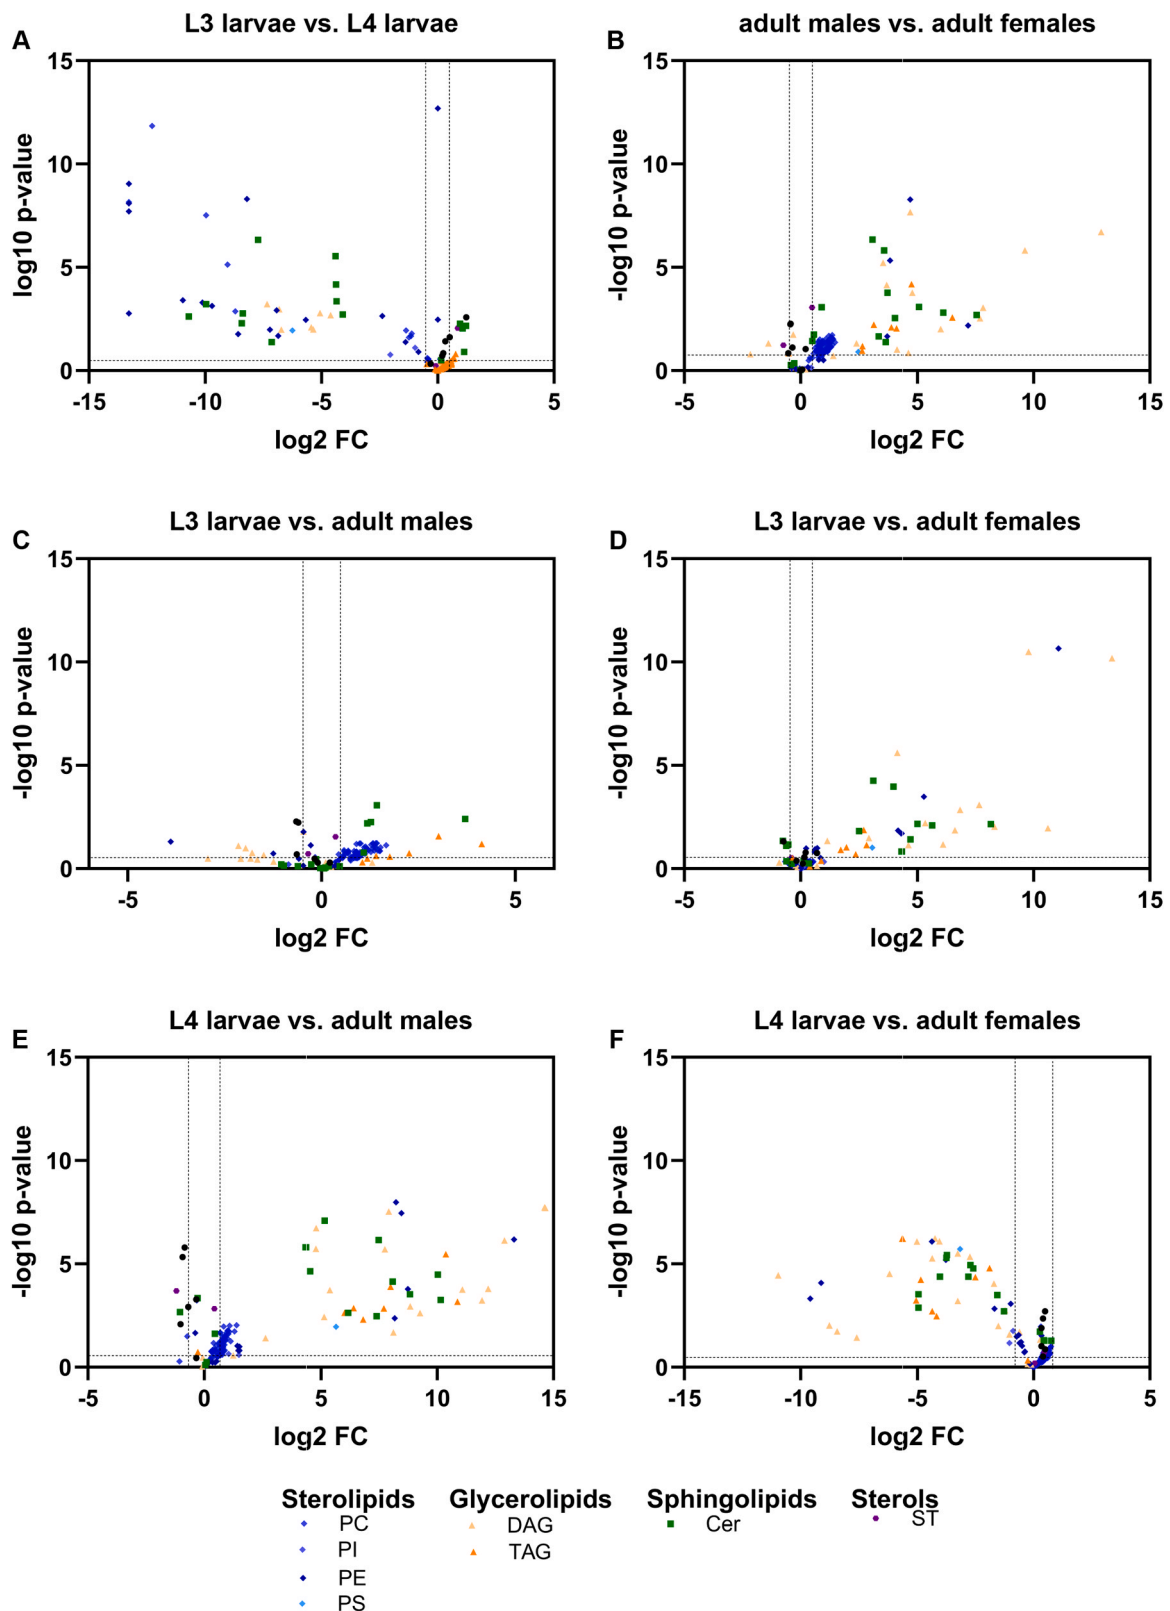 A
L3 larvae vs. L4 larvae
log10 p-value
15
10
5
0
-15
-10
-5
0
5
log2 FC
B
adult males vs. adult females
-log10 p-value
15
10
5
0
-5
0
5
10
15
log2 FC
C
L3 larvae vs. adult males
-log10 p-value
15
10
5
0
-5
0
5
log2 FC
D
L3 larvae vs. adult females
-log10 p-value
15
10
5
0
-5
0
5
10
15
log2 FC
E
L4 larvae vs. adult males
-log10 p-value
15
10
5
0
-5
0
5
10
15
log2 FC
F
L4 larvae vs. adult females
-log10 p-value
15
10
5
0
-15
-10
-5
0
5
log2 FC
Sterolipids
PC
PI
PE
PS
Glycerolipids
DAG
TAG
Sphingolipids
Cer
Sterols
ST